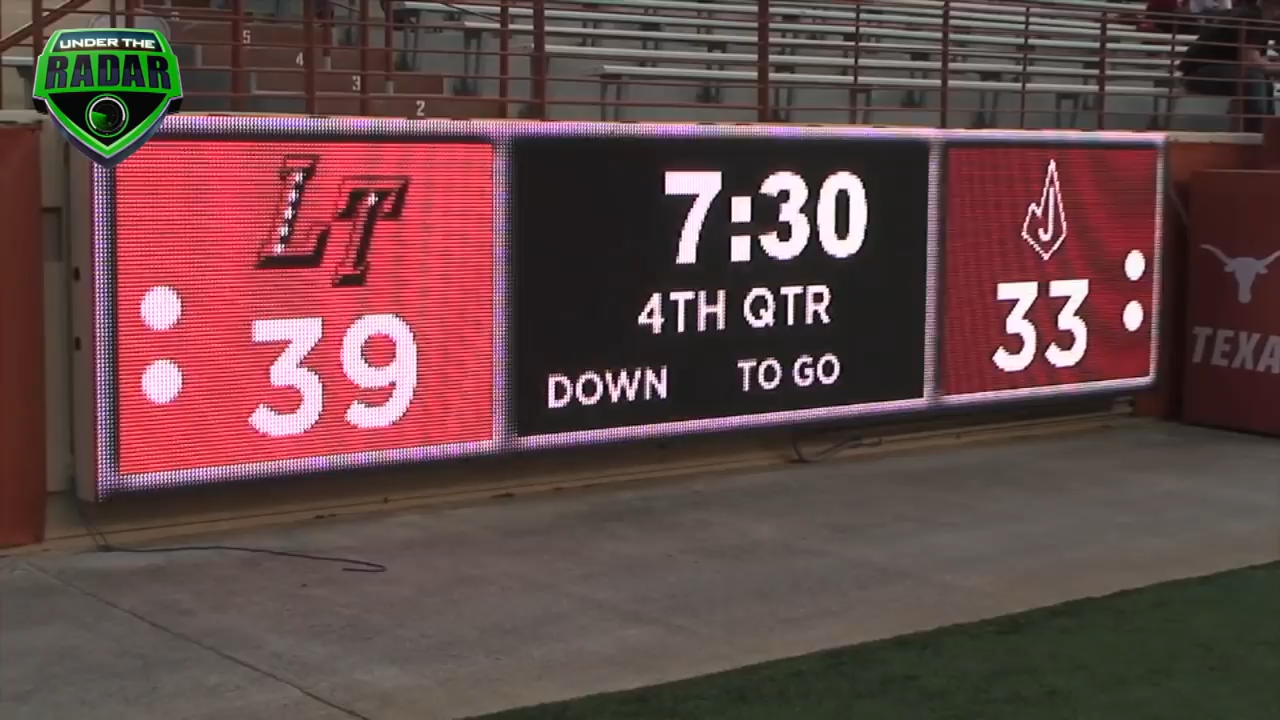 UNDER THE
RADAR
5
4
3
2
LT
7:30
J
4TH QTR
39
33
DOWN TO GO
TEXA